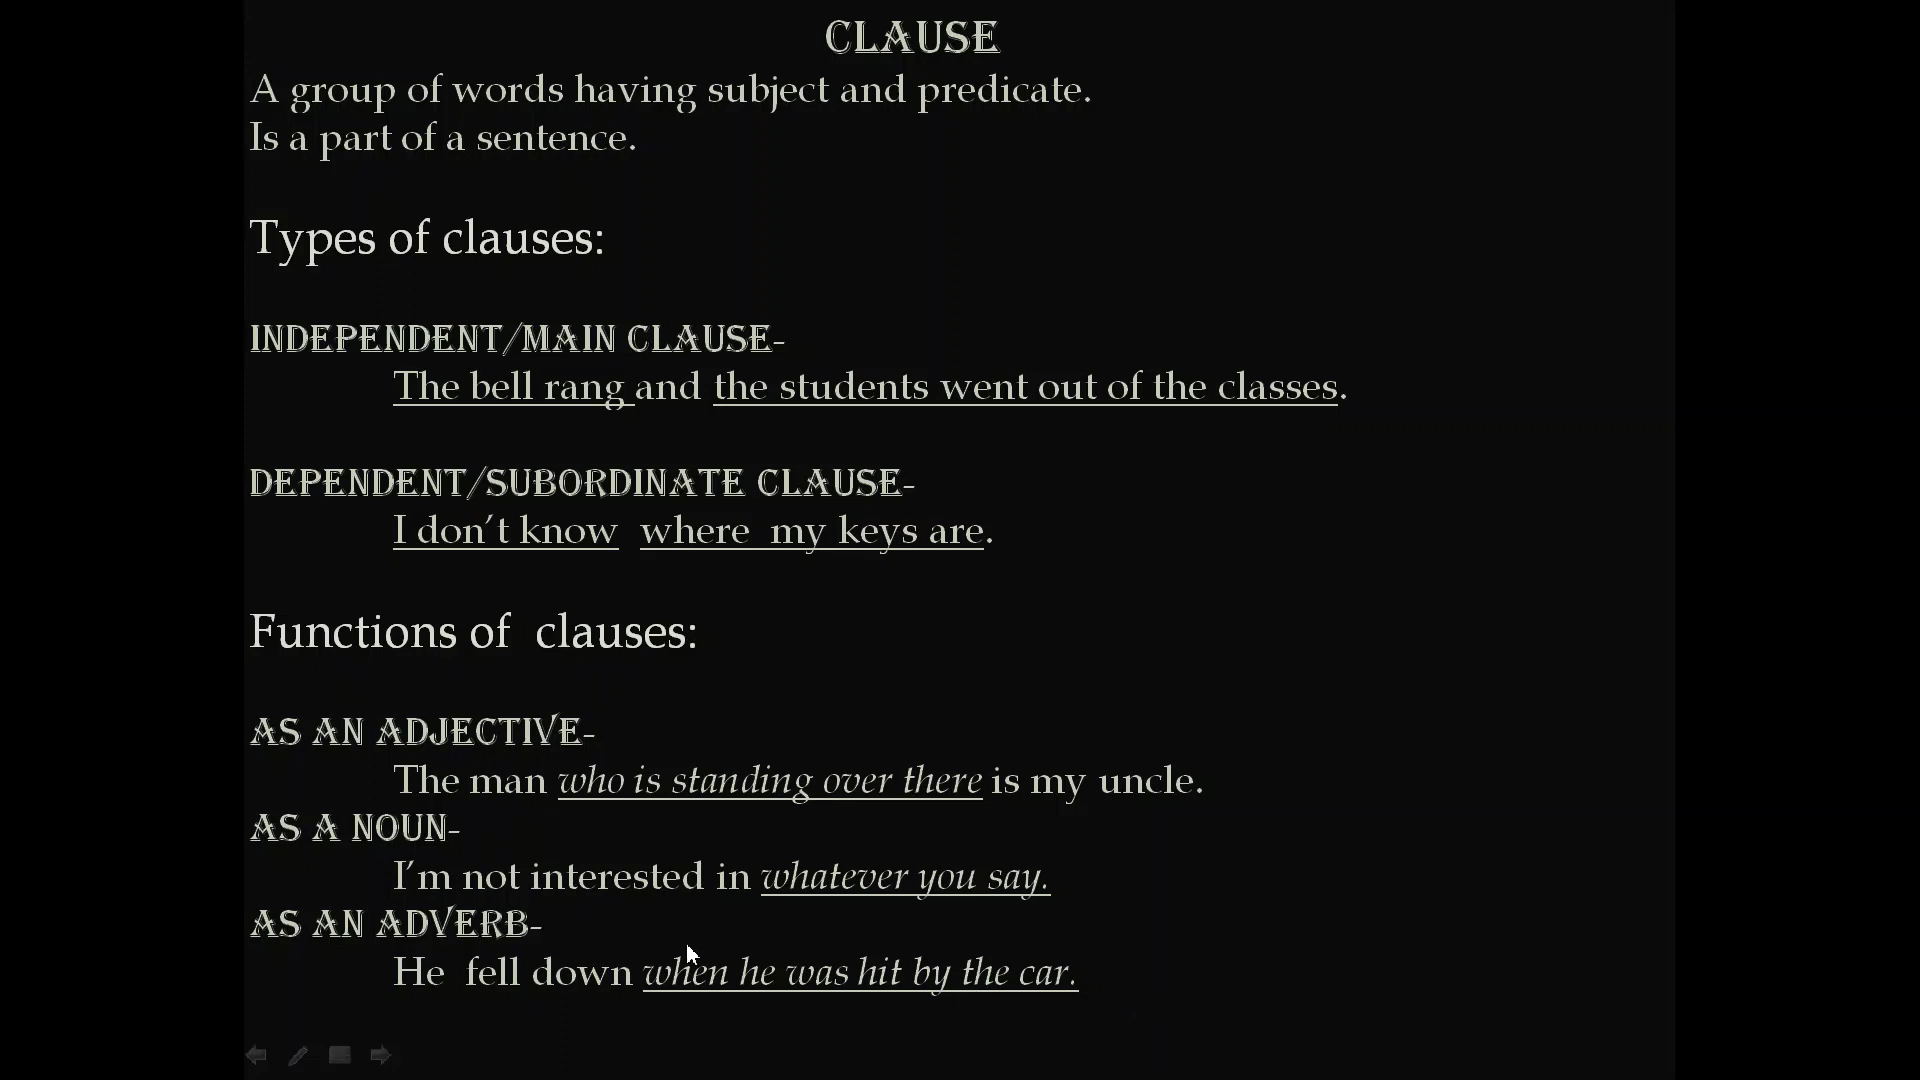 CLAUSE
A group of words having subject and predicate.
Is a part of a sentence.
Types of clauses:
INDEPENDENT/MAIN CLAUSE-
The bell rang and the students went out of the classes.
DEPENDENT/SUBORDINATE CLAUSE-
I don't know where my keys are.
Functions of clauses:
AS AN ADJECTIVE-
The man who is standing over there is my uncle.
AS A NOUN-
I'm not interested in whatever you say.
AS AN ADVERB-
He fell down when he was hit by the car.